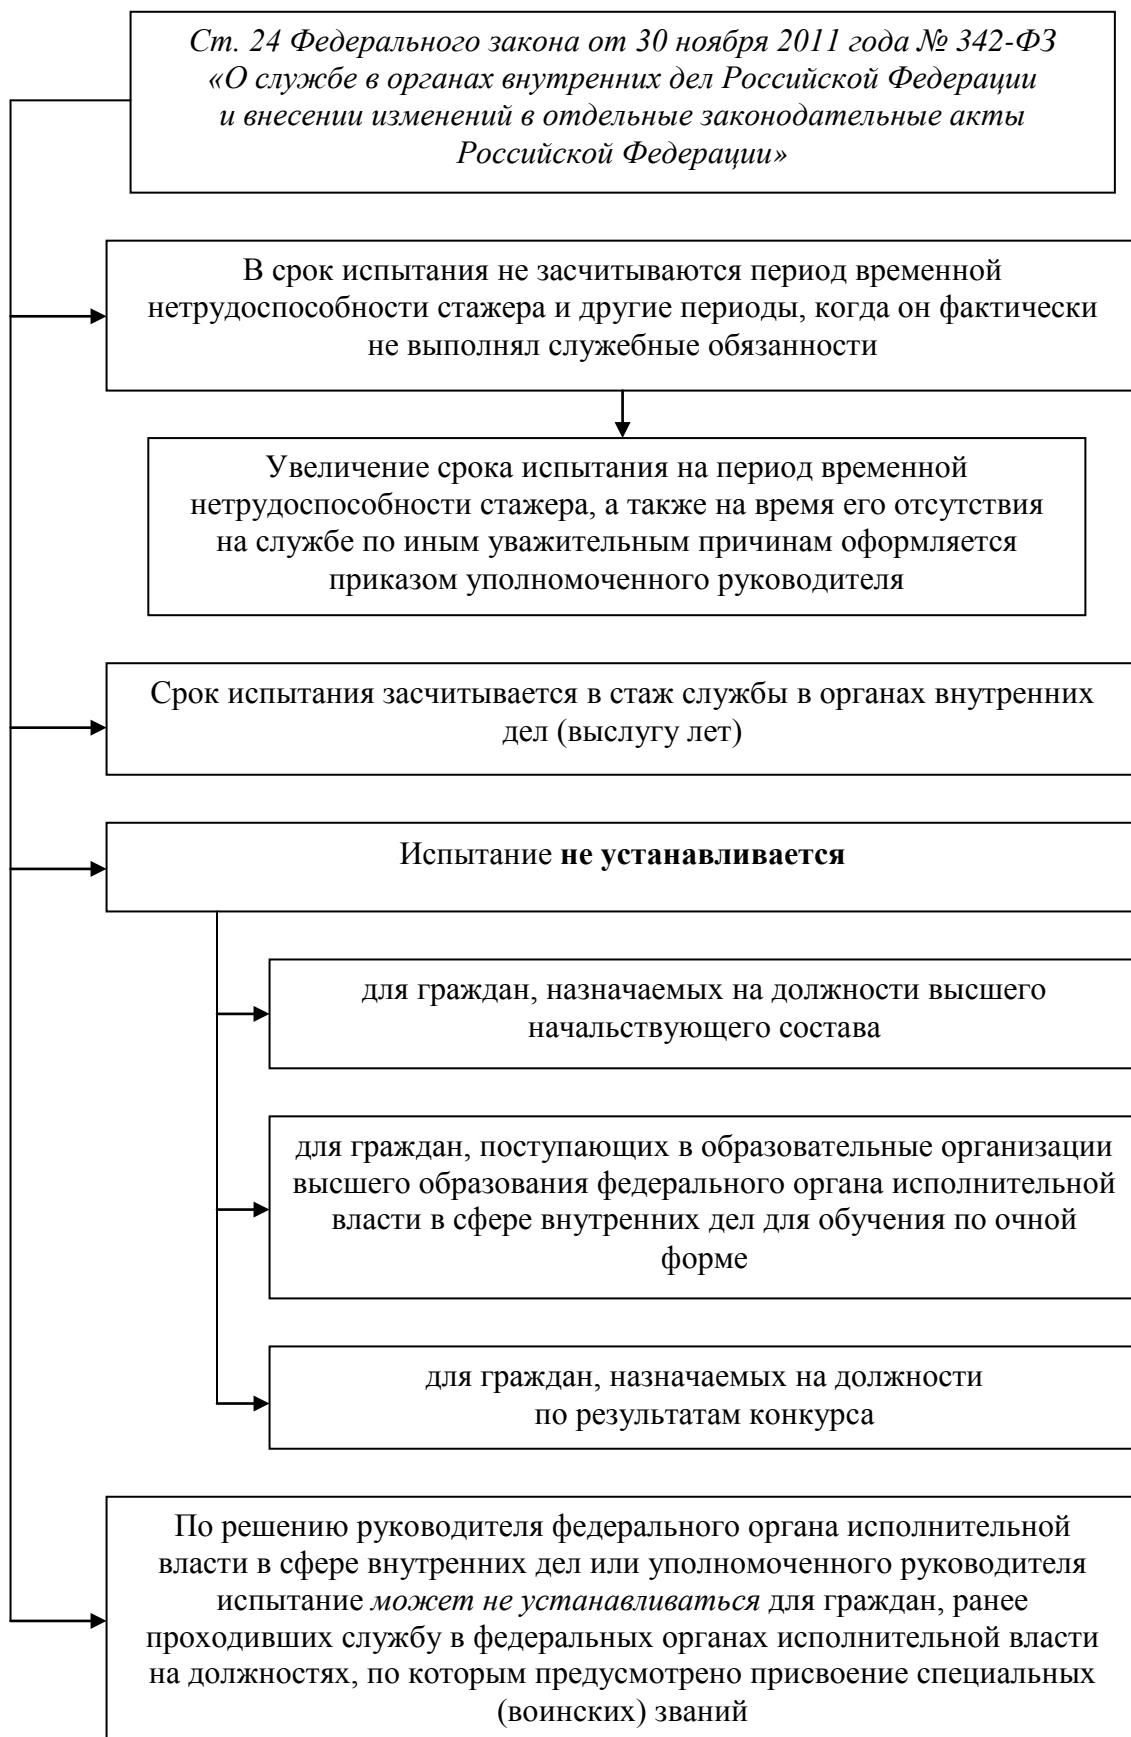 Ст. 24 Федерального закона от 30 ноября 2011 года № 342-ФЗ
«О службе в органах внутренних дел Российской Федерации
и внесении изменений в отдельные законодательные акты
Российской Федерации»
В срок испытания не засчитываются период временной
нетрудоспособности стажера и другие периоды, когда он фактически
не выполнял служебные обязанности
Увеличение срока испытания на период временной
нетрудоспособности стажера, а также на время его отсутствия
на службе по иным уважительным причинам оформляется
приказом уполномоченного руководителя
Срок испытания засчитывается в стаж службы в органах внутренних
дел (выслугу лет)
Испытание не устанавливается
для граждан, назначаемых на должности высшего
начальствующего состава
для граждан, поступающих в образовательные организации
высшего образования федерального органа исполнительной
власти в сфере внутренних дел для обучения по очной
форме
для граждан, назначаемых на должности
по результатам конкурса
По решению руководителя федерального органа исполнительной
власти в сфере внутренних дел или уполномоченного руководителя
испытание может не устанавливаться для граждан, ранее
проходивших службу в федеральных органах исполнительной власти
на должностях, по которым предусмотрено присвоение специальных
(воинских) званий